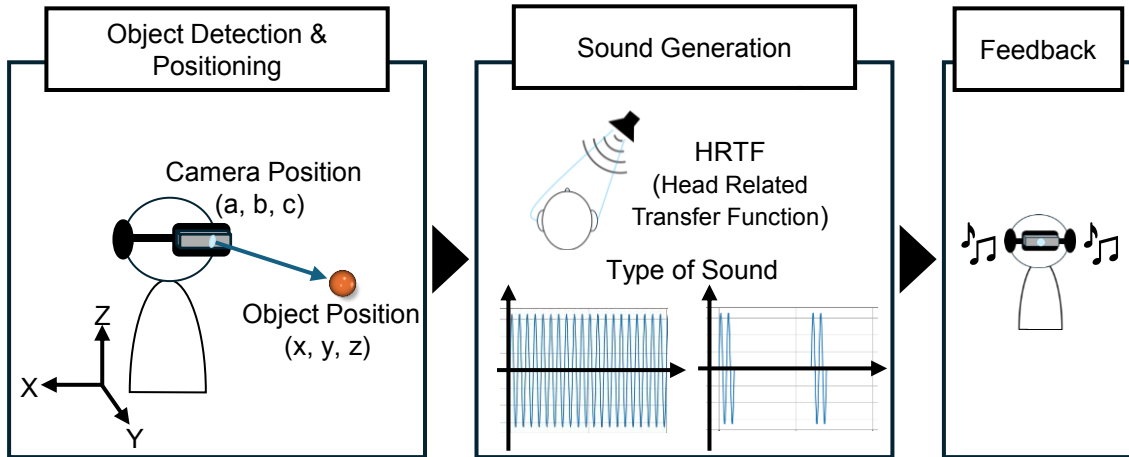 Object Detection &
Positioning
Camera Position
(a, b, c)
Object Position
(x, y, z)
Z
X
Y
Sound Generation
HRTF
(Head Related
Transfer Function)
Type of Sound
Feedback